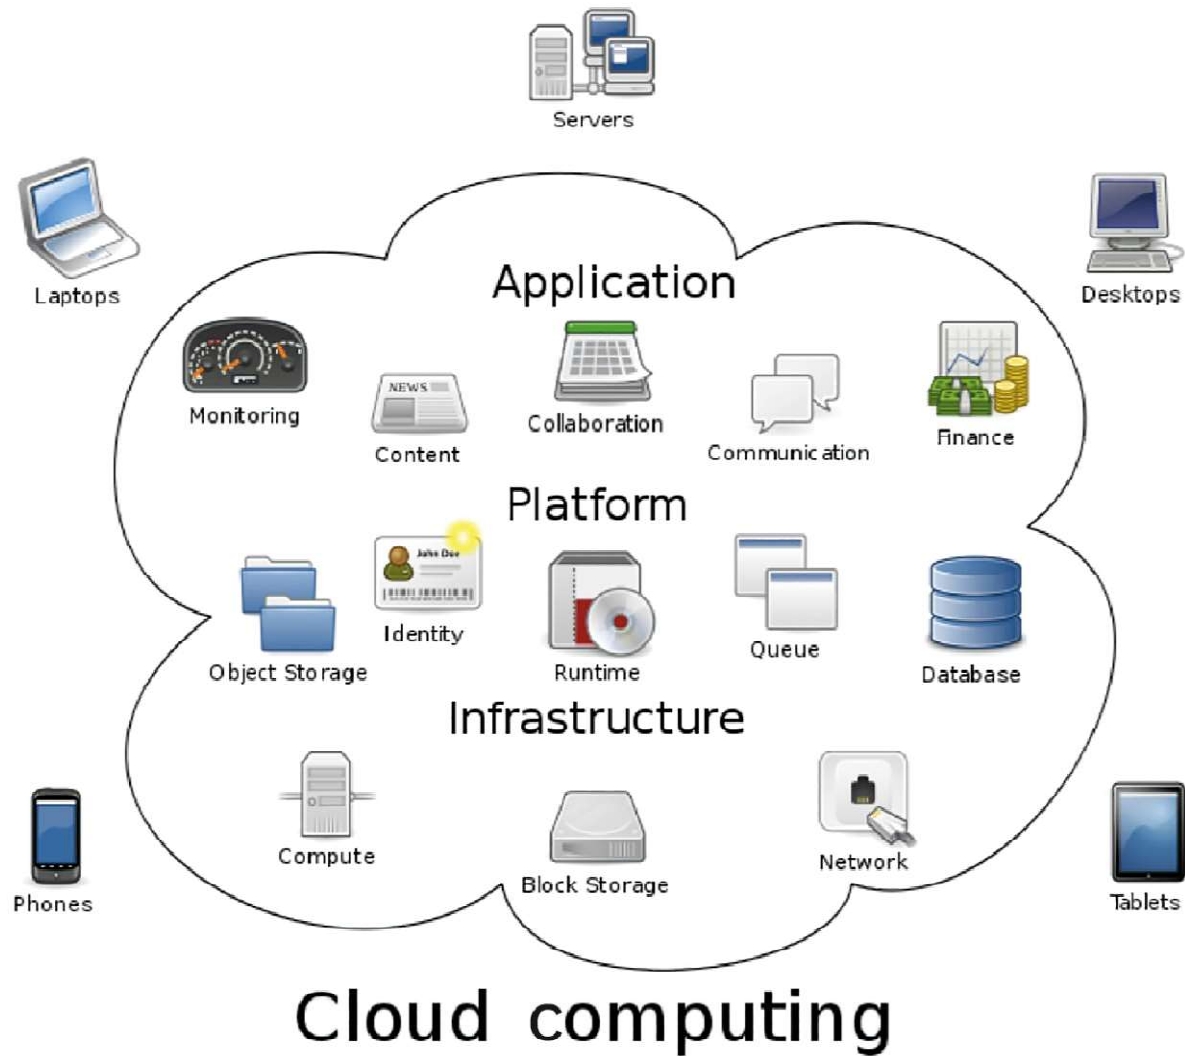 Servers
Laptops
Desktops
Application
Monitoring
NEWS
Content
Collaboration
Communication
Finance
Platform
Object Storage
John Doe
Identity
Runtime
Queue
Database
Infrastructure
Compute
Block Storage
Network
Phones
Tablets
Cloud computing